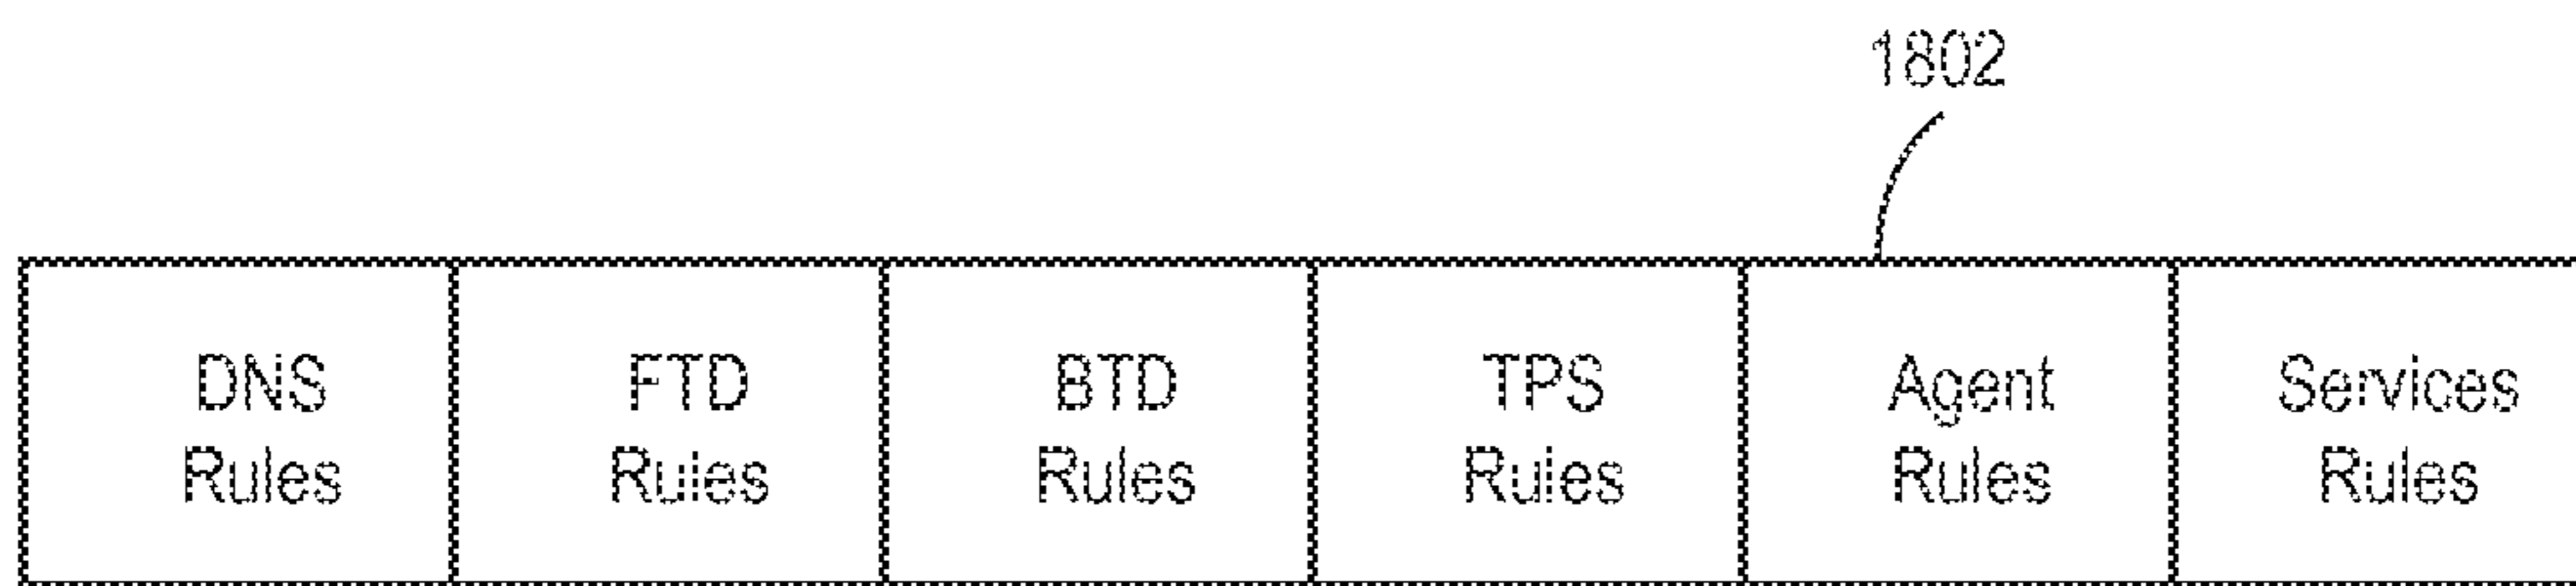 1802
DNS Rules
FTD Rules
BTD Rules
TPS Rules
Agent Rules
Services Rules